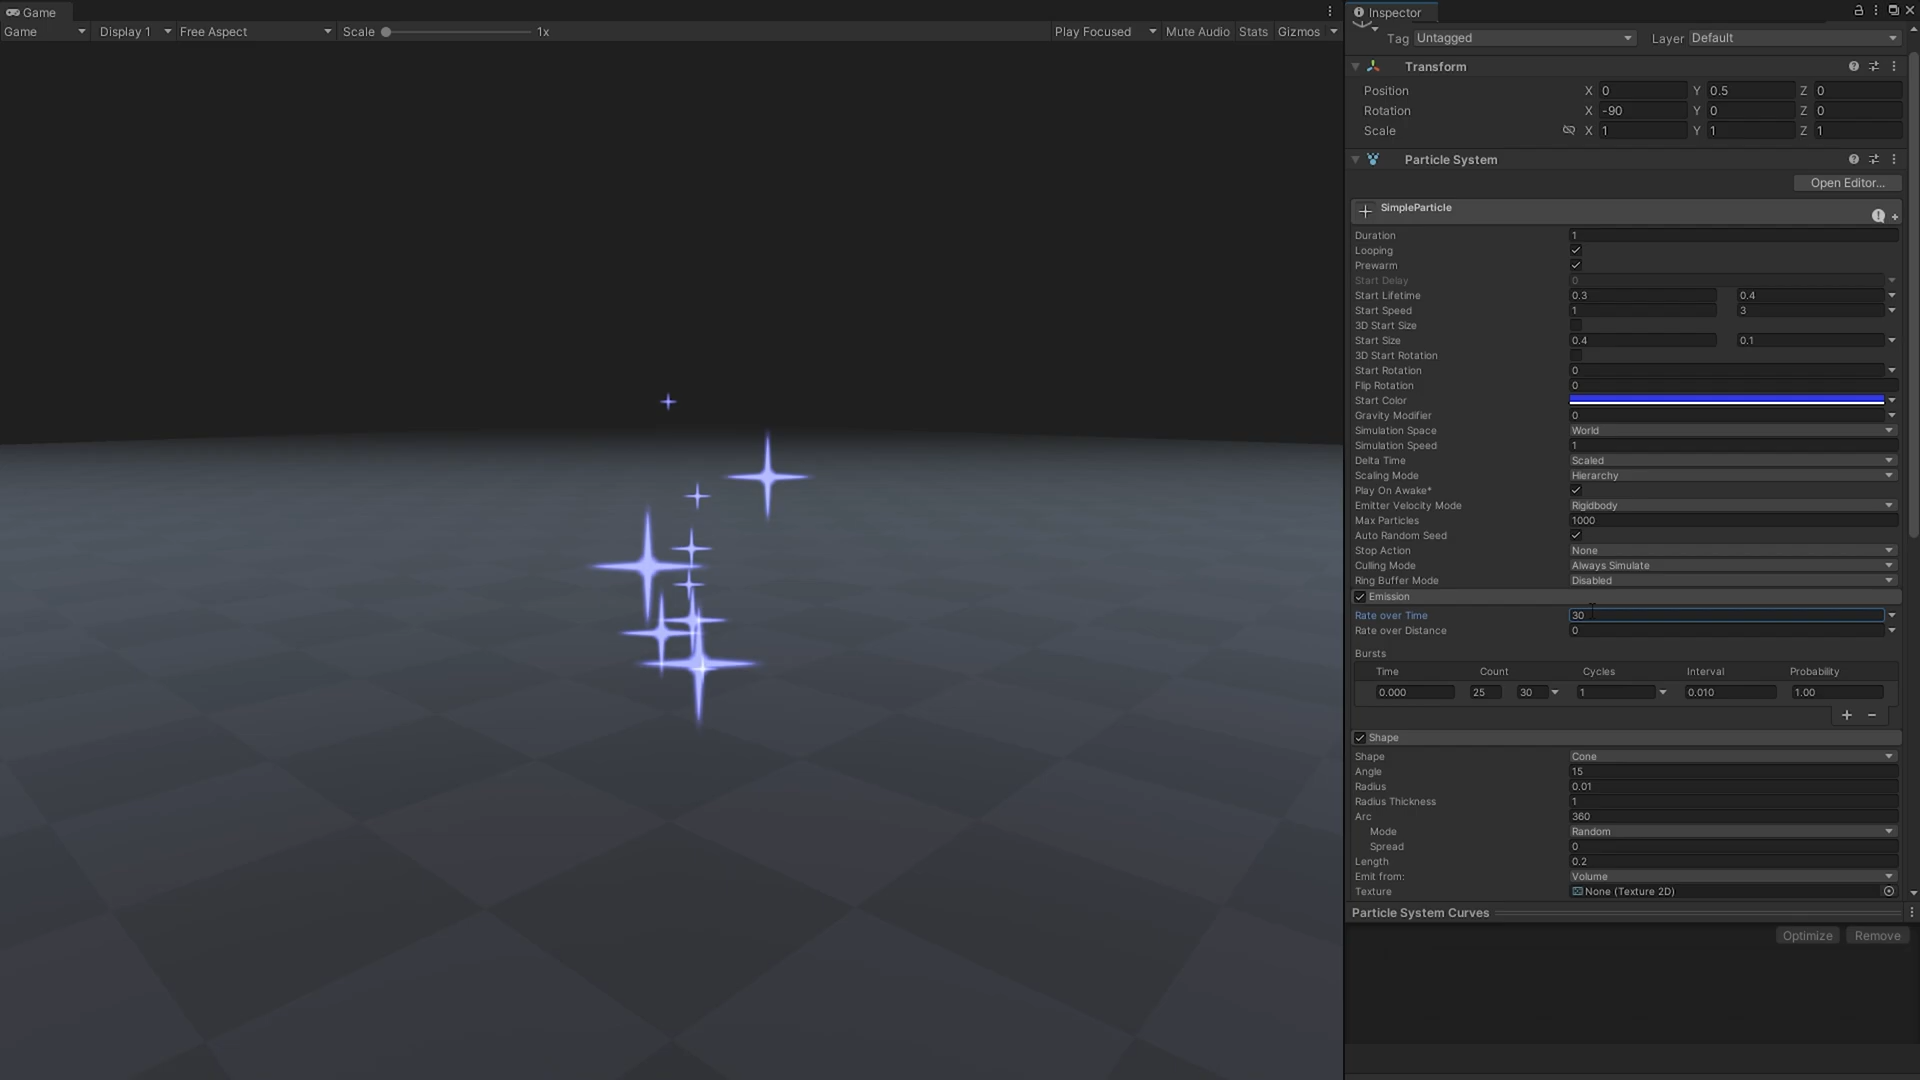 Game
Game Display 1 Free Aspect Scale 1x Play Focused Mute Audio Stats Gizmos
Inspector
Tag Untagged Layer Default
Transform
Position X 0 Y 0.5 Z 0
Rotation X -90 Y 0 Z 0
Scale X 1 Y 1 Z 1
Particle System
Open Editor...
SimpleParticle
Duration 1
Looping
Prewarm
Start Delay 0
Start Lifetime 0.3 0.4
Start Speed 1 3
3D Start Size
Start Size 0.4 0.1
3D Start Rotation
Start Rotation 0
Flip Rotation 0
Start Color
Gravity Modifier 0
Simulation Space World
Simulation Speed 1
Delta Time Scaled
Scaling Mode Hierarchy
Play On Awake*
Emitter Velocity Mode Rigidbody
Max Particles 1000
Auto Random Seed
Stop Action None
Culling Mode Always Simulate
Ring Buffer Mode Disabled
Emission
Rate over Time 30
Rate over Distance 0
Bursts
Time Count Cycles Interval Probability
0.000 25 30 1 0.010 1.00
Shape
Shape Cone
Angle 15
Radius 0.01
Radius Thickness 1
Arc 360
Mode Random
Spread 0
Length 0.2
Emit from: Volume
Texture None (Texture 2D)
Particle System Curves
Optimize Remove